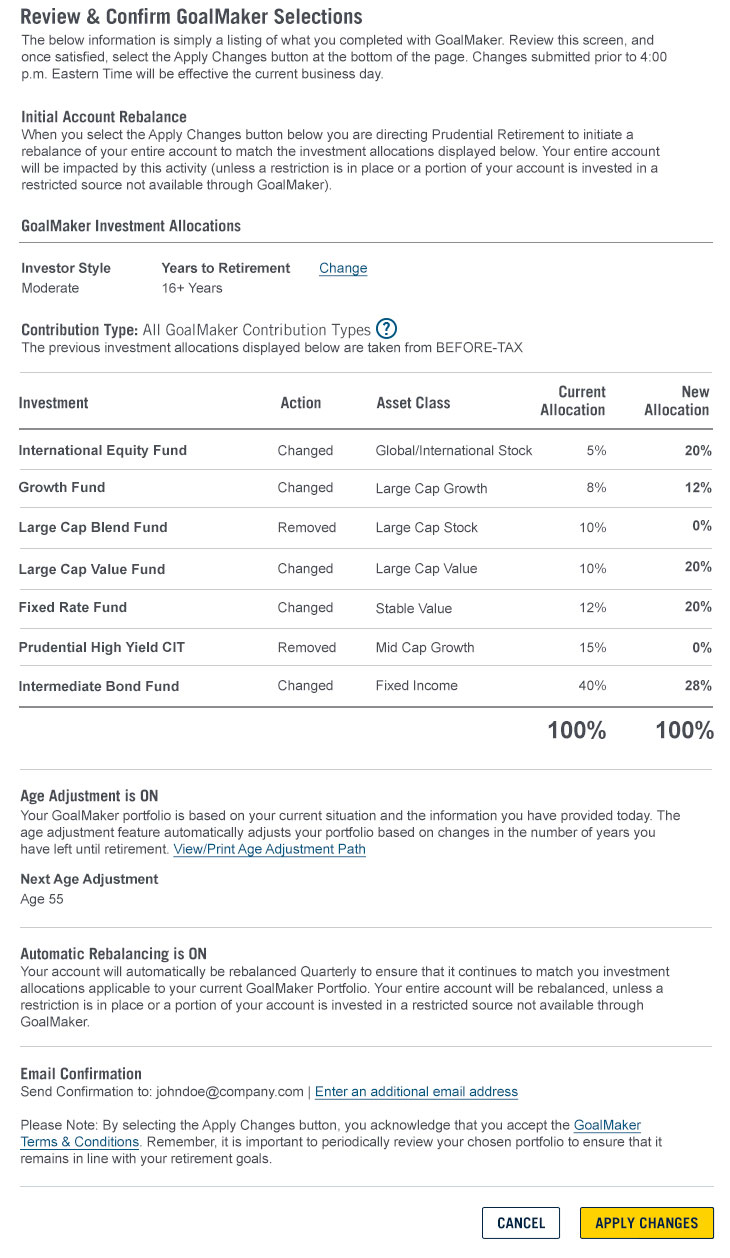 Review & Confirm GoalMaker Selections
The below information is simply a listing of what you completed with GoalMaker. Review this screen, and
once satisfied, select the Apply Changes button at the bottom of the page. Changes submitted prior to 4:00
p.m. Eastern Time will be effective the current business day.
Initial Account Rebalance
When you select the Apply Changes button below you are directing Prudential Retirement to initiate a
rebalance of your entire account to match the investment allocations displayed below. Your entire account
will be impacted by this activity (unless a restriction is in place or a portion of your account is invested in a
restricted source not available through GoalMaker).
GoalMaker Investment Allocations
Investor Style Years to Retirement Change
Moderate 16+ Years
Contribution Type: All GoalMaker Contribution Types ?
The previous investment allocations displayed below are taken from BEFORE-TAX
Investment Action Asset Class Current Allocation New Allocation
International Equity Fund Changed Global/International Stock 5% 20%
Growth Fund Changed Large Cap Growth 8% 12%
Large Cap Blend Fund Removed Large Cap Stock 10% 0%
Large Cap Value Fund Changed Large Cap Value 10% 20%
Fixed Rate Fund Changed Stable Value 12% 20%
Prudential High Yield CIT Removed Mid Cap Growth 15% 0%
Intermediate Bond Fund Changed Fixed Income 40% 28%
100% 100%
Age Adjustment is ON
Your GoalMaker portfolio is based on your current situation and the information you have provided today. The
age adjustment feature automatically adjusts your portfolio based on changes in the number of years you
have left until retirement. View/Print Age Adjustment Path
Next Age Adjustment
Age 55
Automatic Rebalancing is ON
Your account will automatically be rebalanced Quarterly to ensure that it continues to match you investment
allocations applicable to your current GoalMaker Portfolio. Your entire account will be rebalanced, unless a
restriction is in place or a portion of your account is invested in a restricted source not available through
GoalMaker.
Email Confirmation
Send Confirmation to: johndoe@company.com | Enter an additional email address
Please Note: By selecting the Apply Changes button, you acknowledge that you accept the GoalMaker
Terms & Conditions. Remember, it is important to periodically review your chosen portfolio to ensure that it
remains in line with your retirement goals.
CANCEL APPLY CHANGES